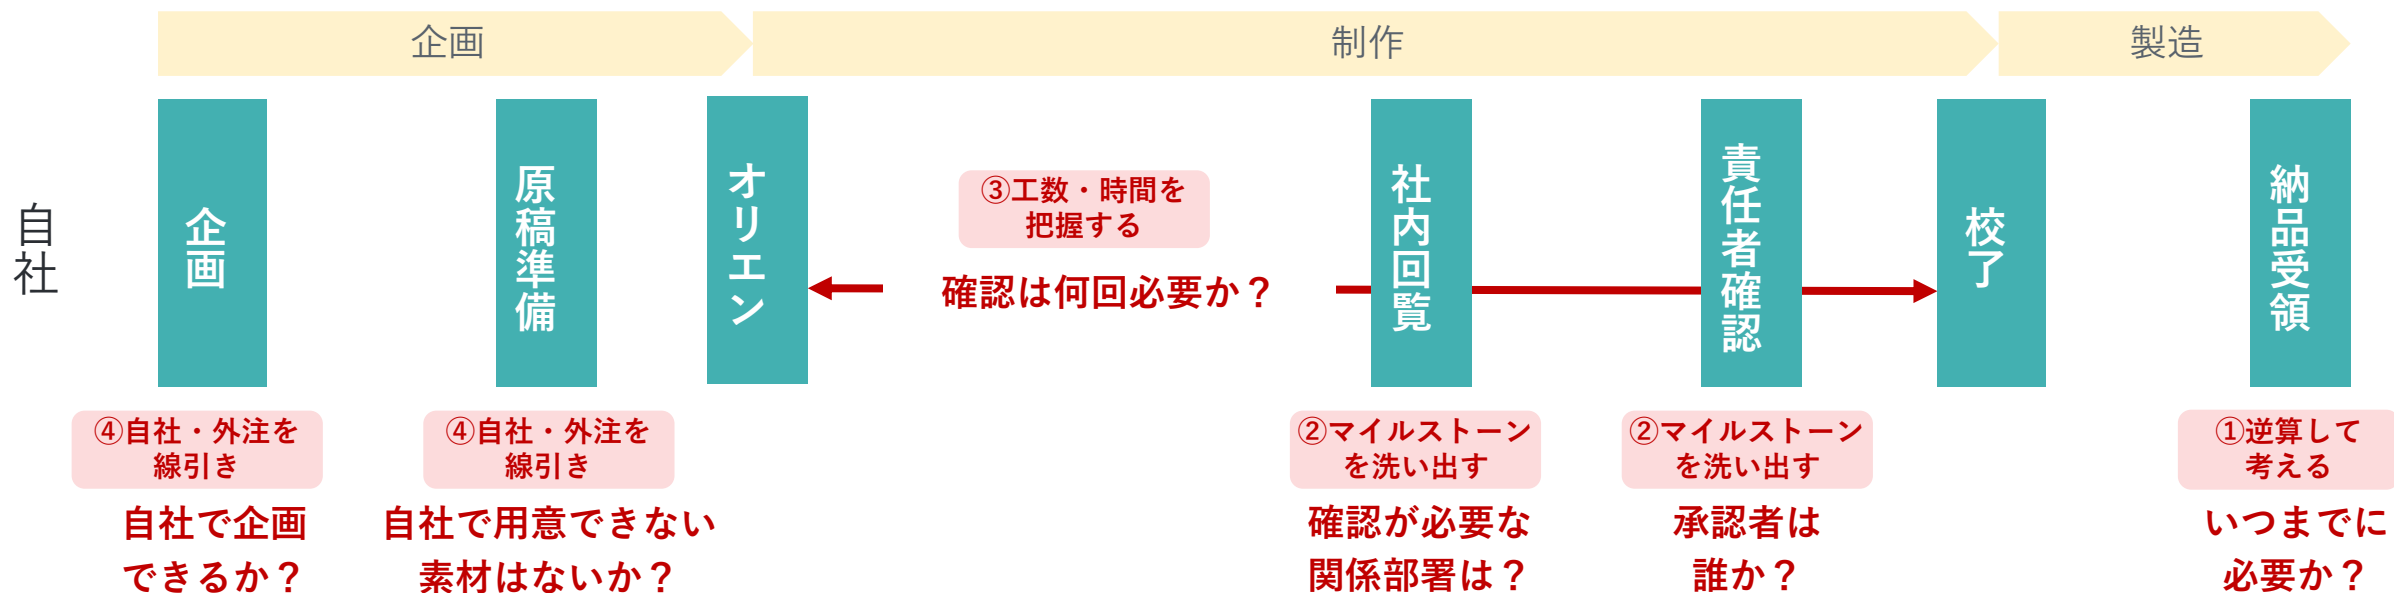 企画
制作
製造
自社
企画
原稿準備
オリエン
③工数・時間を
把握する
確認は何回必要か？
社内回覧
責任者確認
校了
納品受領
④自社・外注を
線引き
自社で企画
できるか？
④自社・外注を
線引き
自社で用意できない
素材はないか？
②マイルストーン
を洗い出す
確認が必要な
関係部署は？
②マイルストーン
を洗い出す
承認者は
誰か？
①逆算して
考える
いつまでに
必要か？